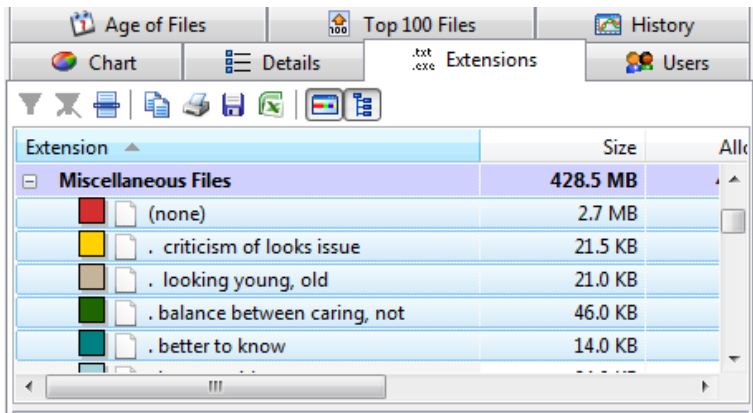 Age of Files
Top 100 Files
History
Chart
Details
.txt .exe Extensions
Users
Extension Size
Miscellaneous Files 428.5 MB
(none) 2.7 MB
. criticism of looks issue 21.5 KB
. looking young, old 21.0 KB
. balance between caring, not 46.0 KB
. better to know 14.0 KB